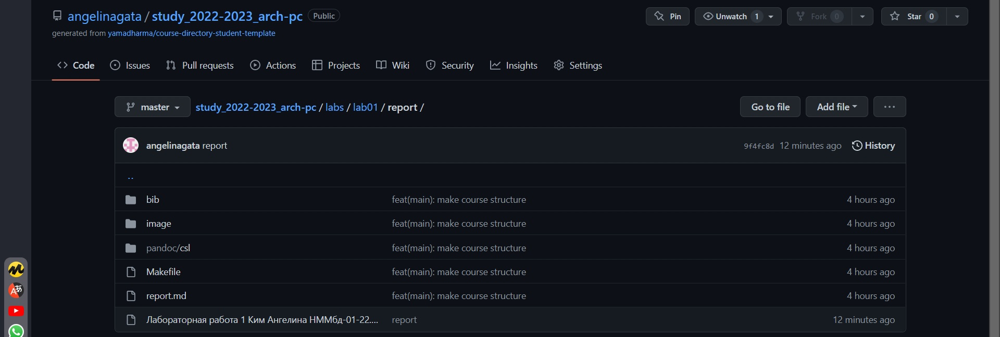 angelinagata / study_2022-2023_arch-pc Public Pin Unwatch 1 Fork 0 Star 0
generated from yamadharma/course-directory-student-template
Code Issues Pull requests Actions Projects Wiki Security Insights Settings
master study_2022-2023_arch-pc / labs / lab01 / report / Go to file Add file ...
angelinagata report 9f4fc8d 12 minutes ago History
..
bib feat(main): make course structure 4 hours ago
image feat(main): make course structure 4 hours ago
pandoc/csl feat(main): make course structure 4 hours ago
Makefile feat(main): make course structure 4 hours ago
report.md feat(main): make course structure 4 hours ago
Лабораторная работа 1 Ким Ангелина НММбд-01-22.... report 12 minutes ago